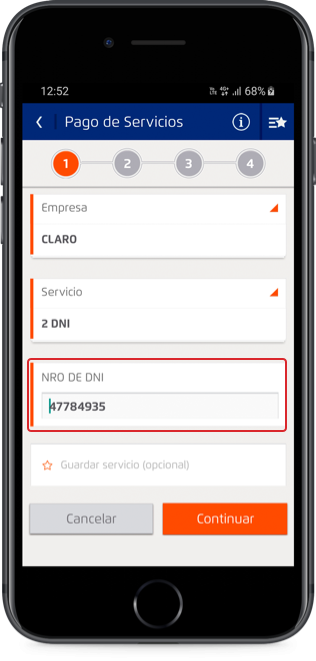 12:52
4G+ 68%
Pago de Servicios
1 2 3 4
Empresa
CLARO
Servicio
2 DNI
NRO DE DNI
47784935
Guardar servicio (opcional)
Cancelar Continuar